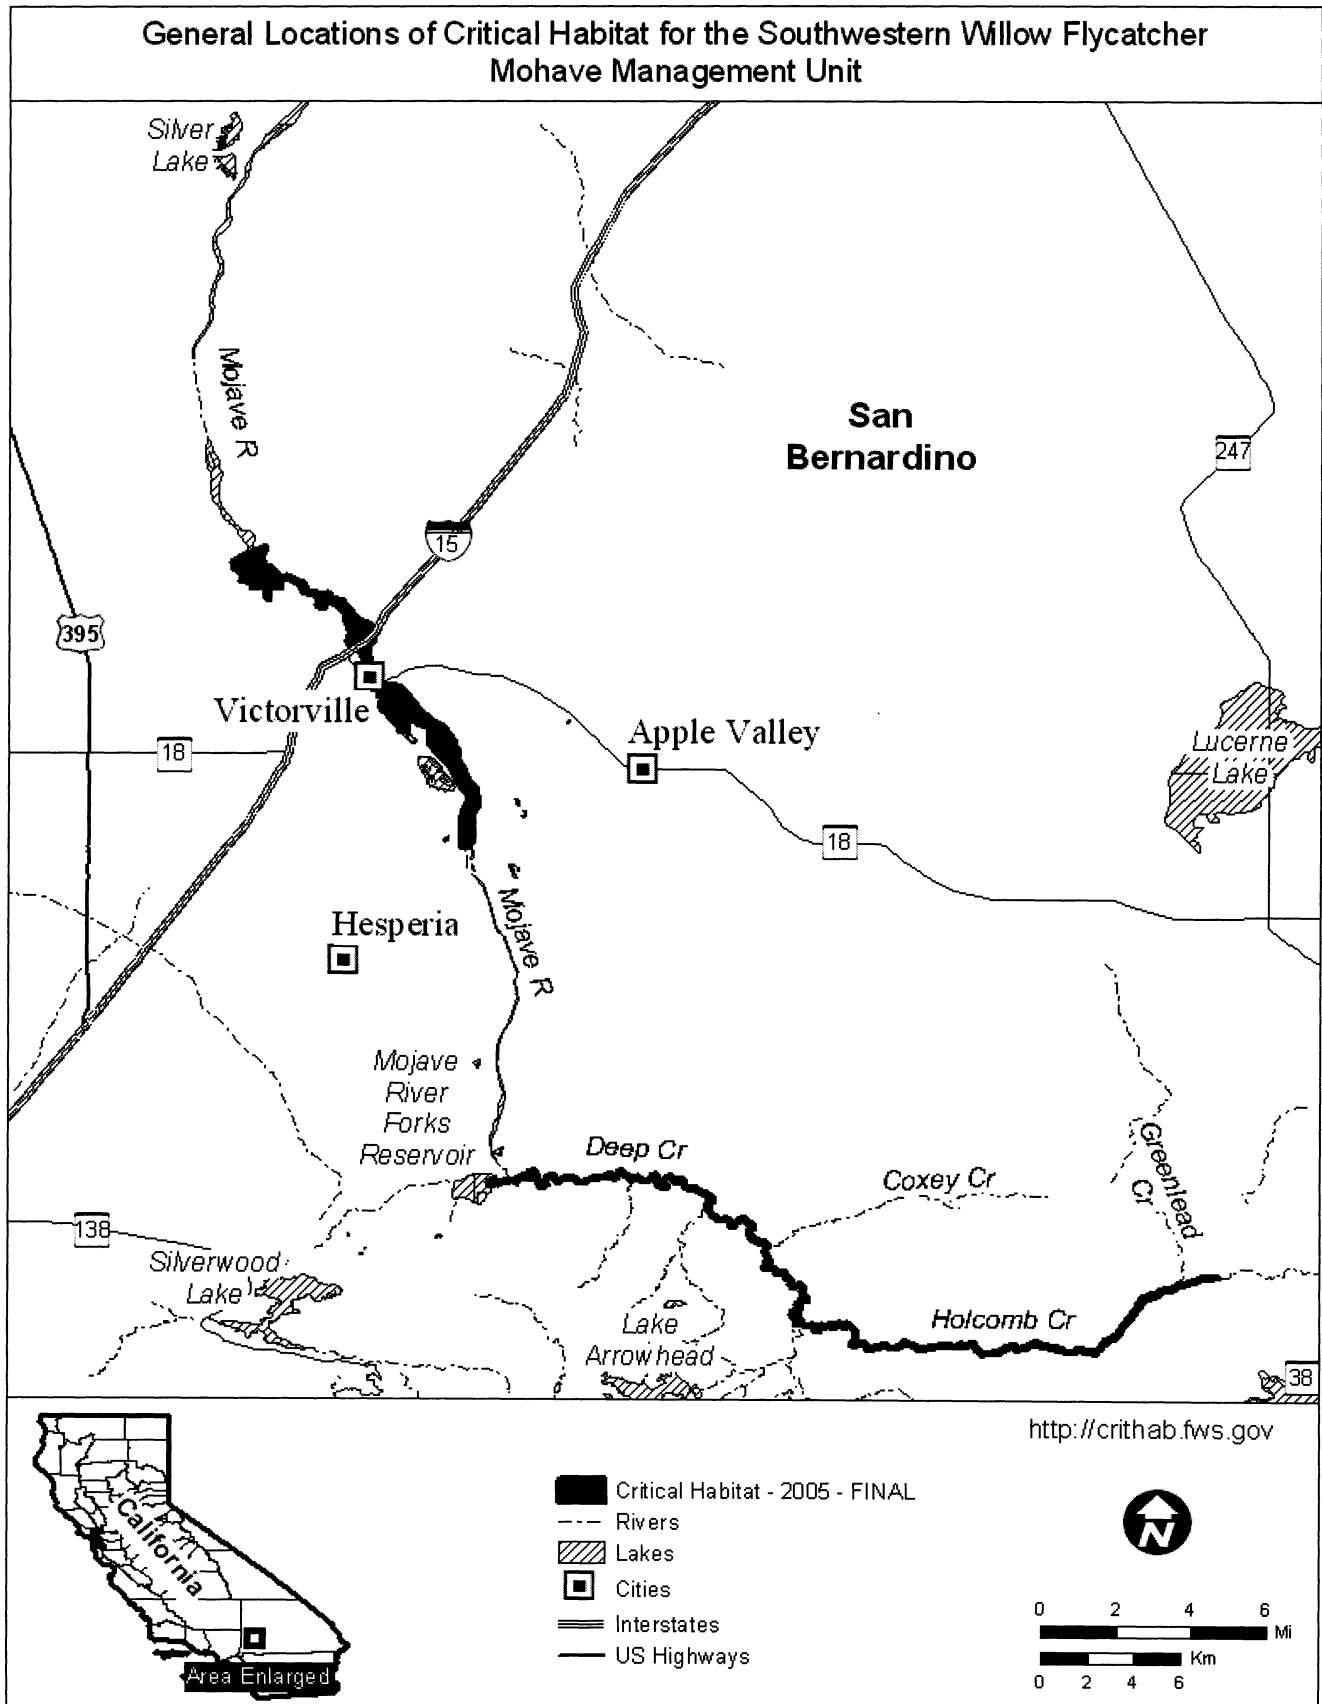 General Locations of Critical Habitat for the Southwestern Willow Flycatcher
Mohave Management Unit
Silver
Lake
Mojave R
San
Bernardino
247
15
395
Victorville
18
Apple Valley
Lucerne
Lake
18
Hesperia
Mojave R
Mojave
River
Forks
Reservoir
Deep Cr
Coxey Cr
Greenlead
Cr
138
Silverwood
Lake
Lake
Arrowhead
Holcomb Cr
38
California
Area Enlarged
Critical Habitat - 2005 - FINAL
Rivers
Lakes
Cities
Interstates
US Highways
http://crithab.fws.gov
N
0 2 4 6
Mi
Km
0 2 4 6